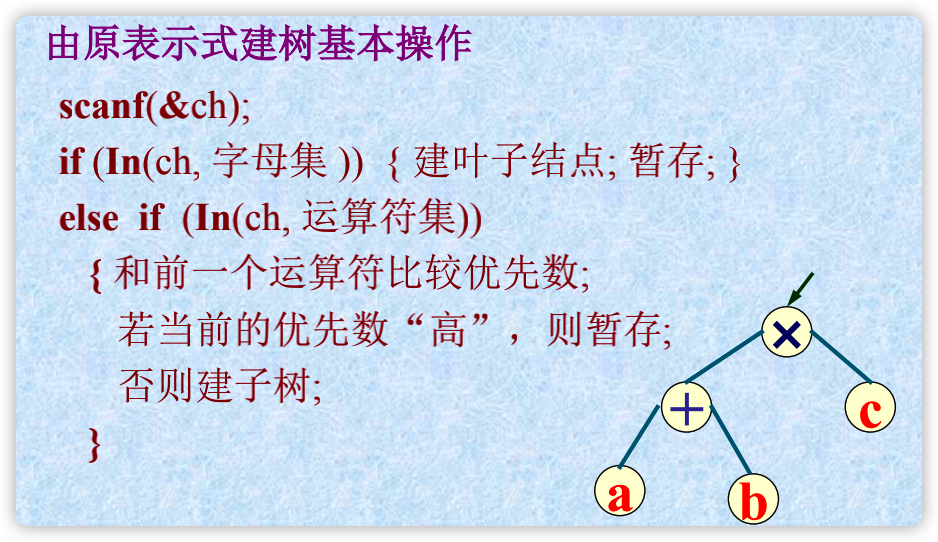 由原表示式建树基本操作
scanf(&ch);
if (In(ch, 字母集 )) { 建叶子结点; 暂存; }
else if (In(ch, 运算符集))
{ 和前一个运算符比较优先数;
若当前的优先数“高”，则暂存;
否则建子树;
}
×
+
c
a
b